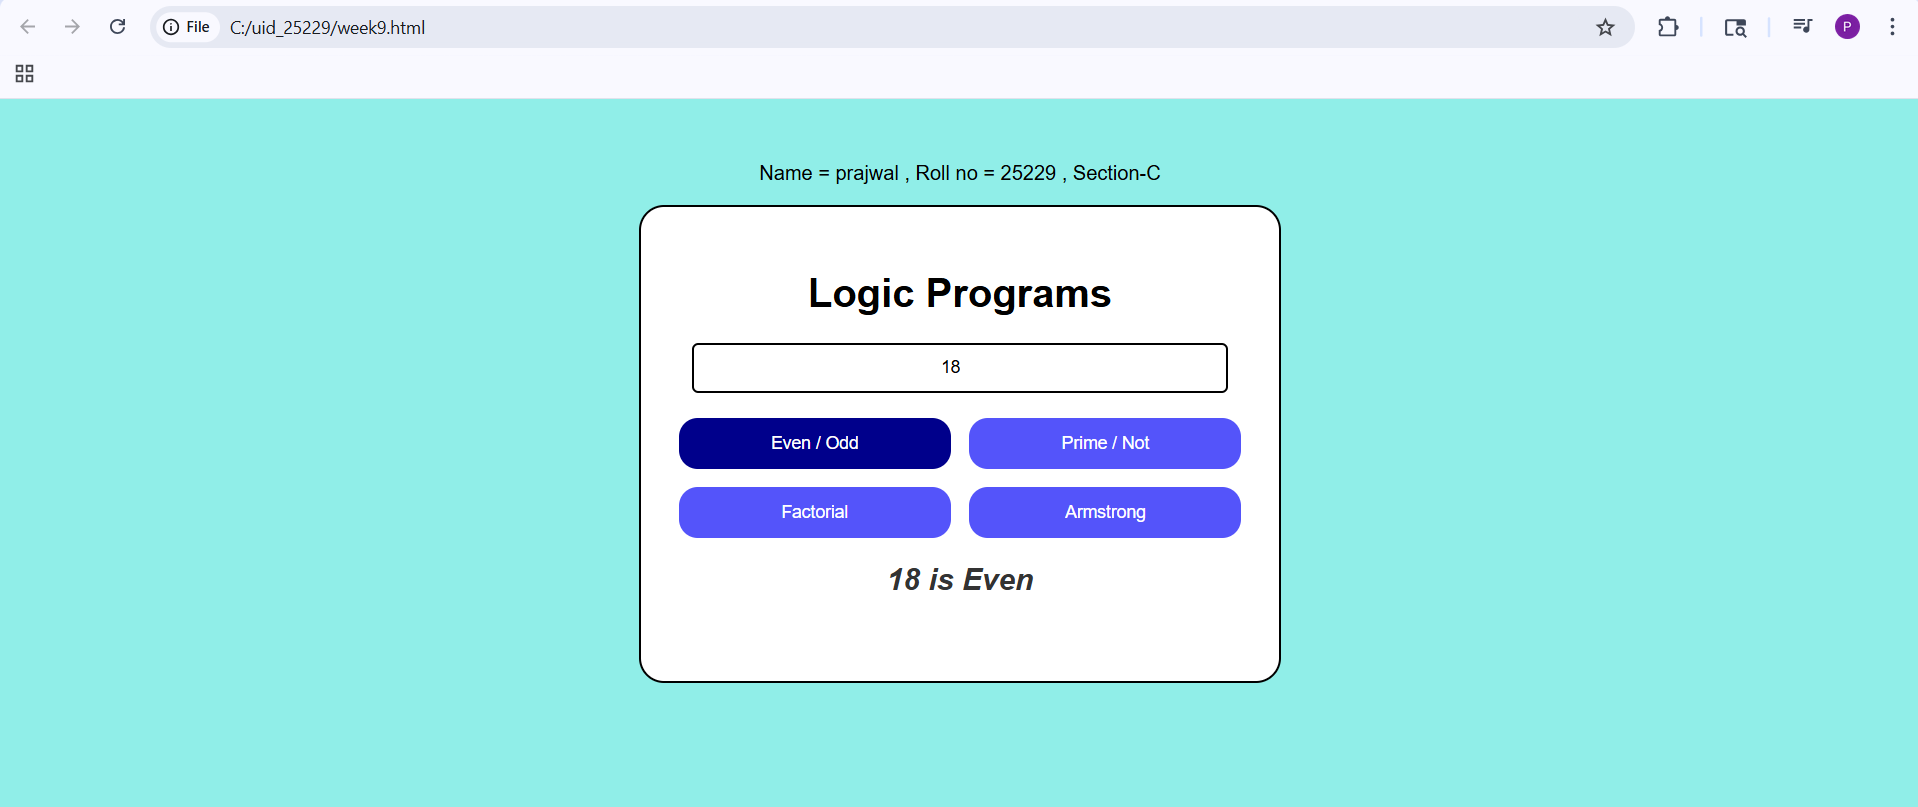 File C:/uid_25229/week9.html P
Name = prajwal , Roll no = 25229 , Section-C
Logic Programs
18
Even / Odd Prime / Not
Factorial Armstrong
18 is Even